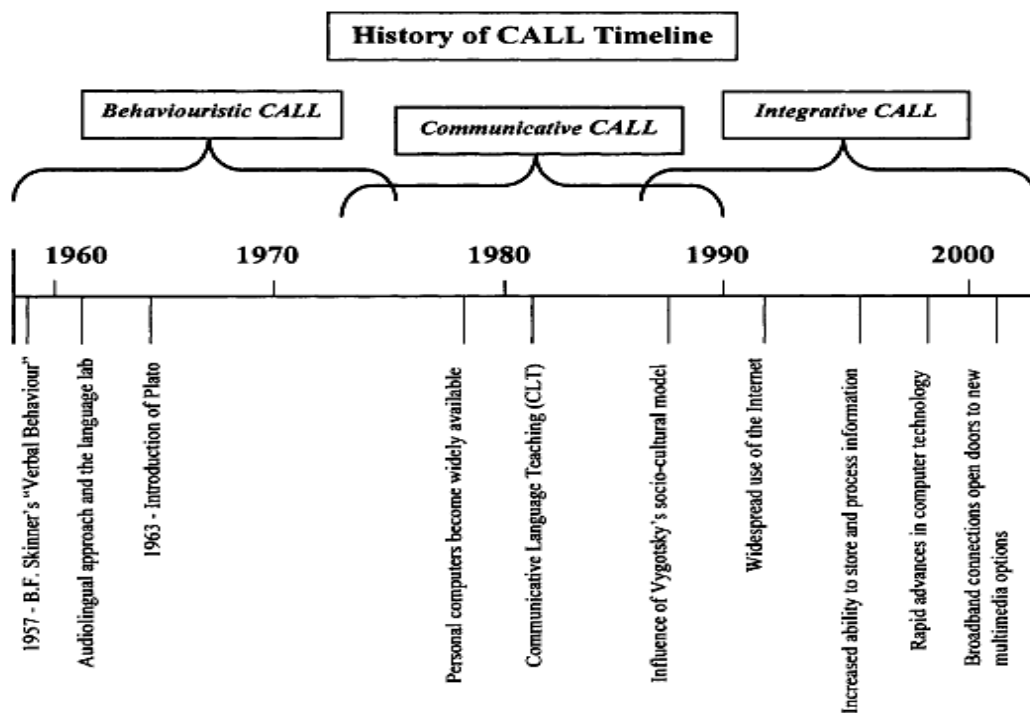 History of CALL Timeline
Behaviouristic CALL
Communicative CALL
Integrative CALL
1960
1970
1980
1990
2000
1957 - B.F. Skinner's "Verbal Behaviour"
Audiolingual approach and the language lab
1963 - Introduction of Plato
Personal computers become widely available
Communicative Language Teaching (CLT)
Influence of Vygotsky's socio-cultural model
Widespread use of the Internet
Increased ability to store and process information
Rapid advances in computer technology
Broadband connections open doors to new
multimedia options